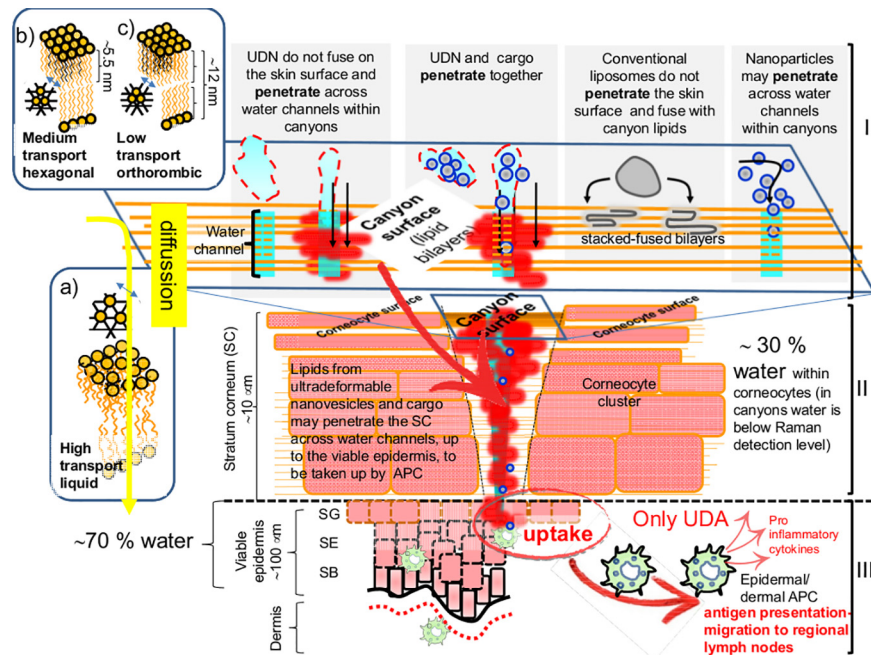 b)
c)
~5.5 nm
~12 nm
Medium
transport
hexagonal
Low
transport
orthorombic
UDN do not fuse on
the skin surface and
penetrate across
water channels within
canyons
UDN and cargo
penetrate together
Conventional
liposomes do not
penetrate the skin
surface and fuse with
canyon lipids
Nanoparticles
may penetrate
across water
channels
within canyons
I
Water
channel
Canyon
surface
(lipid
bilayers)
stacked-fused bilayers
diffussion
a)
High
transport
liquid
~70 % water
Corneocyte surface
Canyon
surface
Corneocyte surface
Stratum corneum (SC)
~10 ∝m
Lipids from
ultradeformable
nanovesicles and cargo
may penetrate the SC
across water channels, up
to the viable epidermis, to
be taken up by APC
Corneocyte
cluster
~ 30 %
water within
corneocytes (in
canyons water is
below Raman
detection level)
II
Viable
epidermis
~100 ∝m
SG
SE
SB
Dermis
uptake
Only UDA
Pro
inflammatory
cytokines
Epidermal/
dermal APC
antigen presentation-
migration to regional
lymph nodes
III